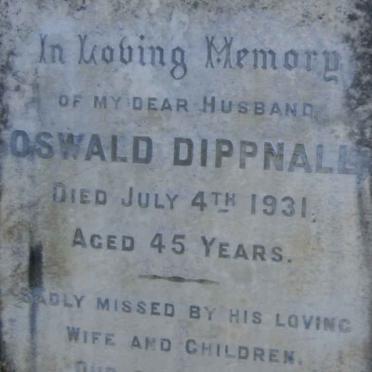 In Loving Memory
OF MY DEAR HUSBAND
OSWALD DIPPNALL
DIED JULY 4TH 1931.
AGED 45 YEARS.
SADLY MISSED BY HIS LOVING
WIFE AND CHILDREN.
OUR